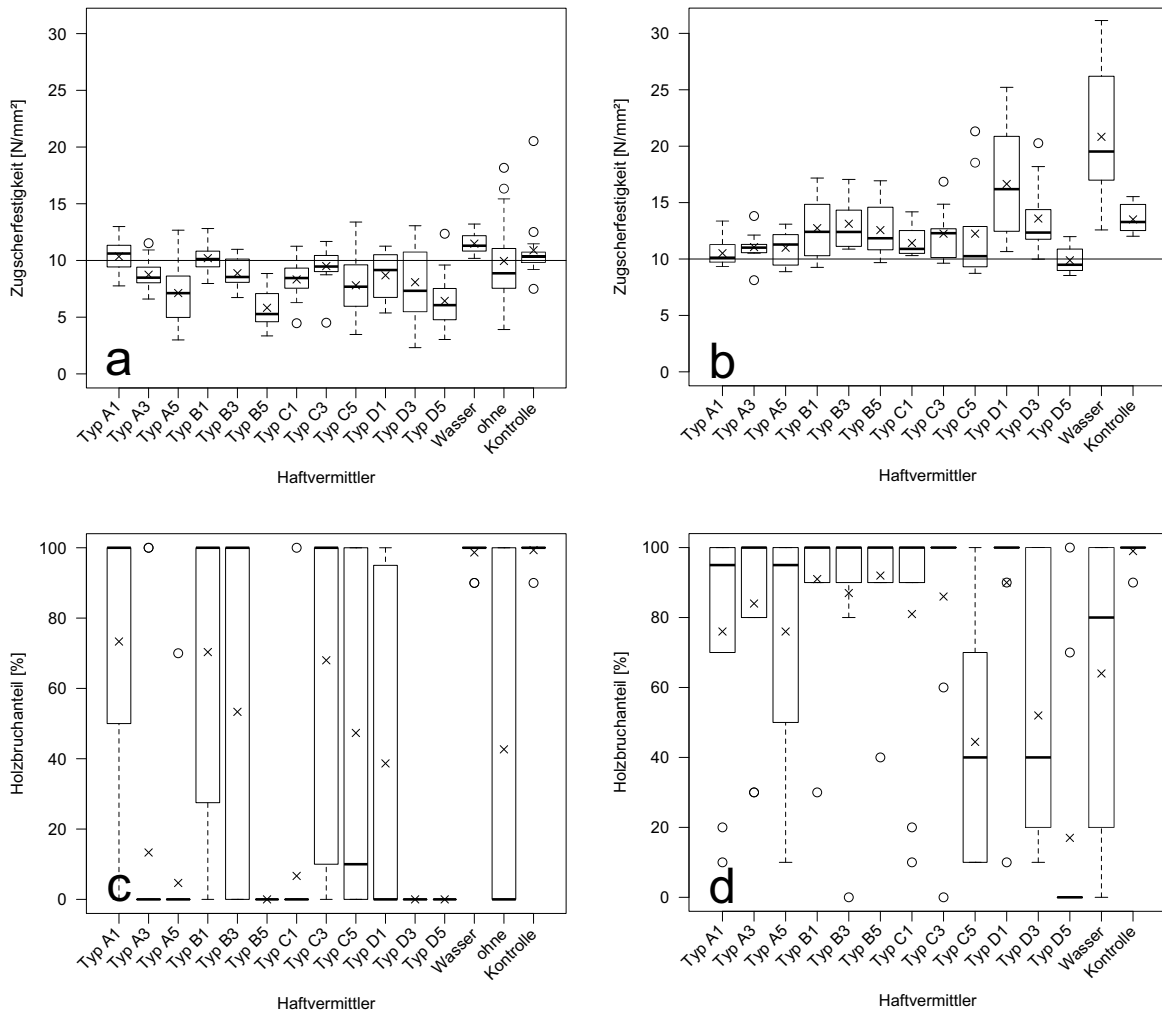 a
Zugscherfestigkeit [N/mm²]
30
25
20
15
10
5
0
Typ A1
Typ A3
Typ A5
Typ B1
Typ B3
Typ B5
Typ C1
Typ C3
Typ C5
Typ D1
Typ D3
Typ D5
Wasser
ohne
Kontrolle
Haftvermittler
b
Zugscherfestigkeit [N/mm²]
30
25
20
15
10
5
0
Typ A1
Typ A3
Typ A5
Typ B1
Typ B3
Typ B5
Typ C1
Typ C3
Typ C5
Typ D1
Typ D3
Typ D5
Wasser
Kontrolle
Haftvermittler
c
Holzbruchanteil [%]
100
80
60
40
20
0
Typ A1
Typ A3
Typ A5
Typ B1
Typ B3
Typ B5
Typ C1
Typ C3
Typ C5
Typ D1
Typ D3
Typ D5
Wasser
ohne
Kontrolle
Haftvermittler
d
Holzbruchanteil [%]
100
80
60
40
20
0
Typ A1
Typ A3
Typ A5
Typ B1
Typ B3
Typ B5
Typ C1
Typ C3
Typ C5
Typ D1
Typ D3
Typ D5
Wasser
Kontrolle
Haftvermittler